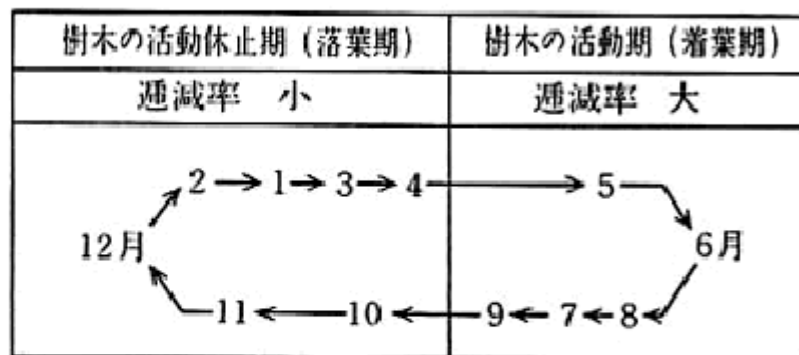 樹木の活動休止期（落葉期） 樹木の活動期（着葉期）
逓減率 小 逓減率 大
2→1→3→4→5
12月 6月
11←10←9←7←8